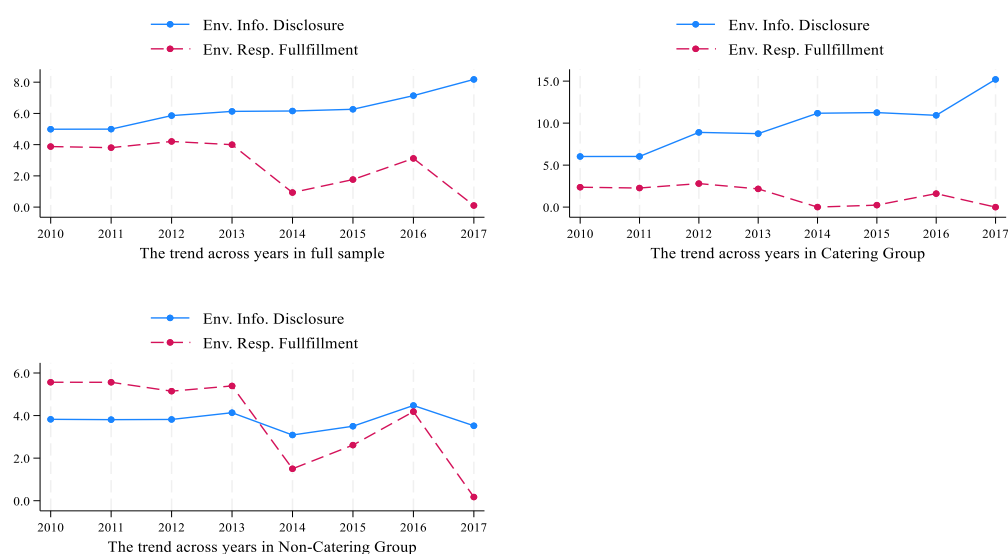 Env. Info. Disclosure
Env. Resp. Fullfillment
8.0
6.0
4.0
2.0
0.0
2010 2011 2012 2013 2014 2015 2016 2017
The trend across years in full sample
Env. Info. Disclosure
Env. Resp. Fullfillment
15.0
10.0
5.0
0.0
2010 2011 2012 2013 2014 2015 2016 2017
The trend across years in Catering Group
Env. Info. Disclosure
Env. Resp. Fullfillment
6.0
4.0
2.0
0.0
2010 2011 2012 2013 2014 2015 2016 2017
The trend across years in Non-Catering Group